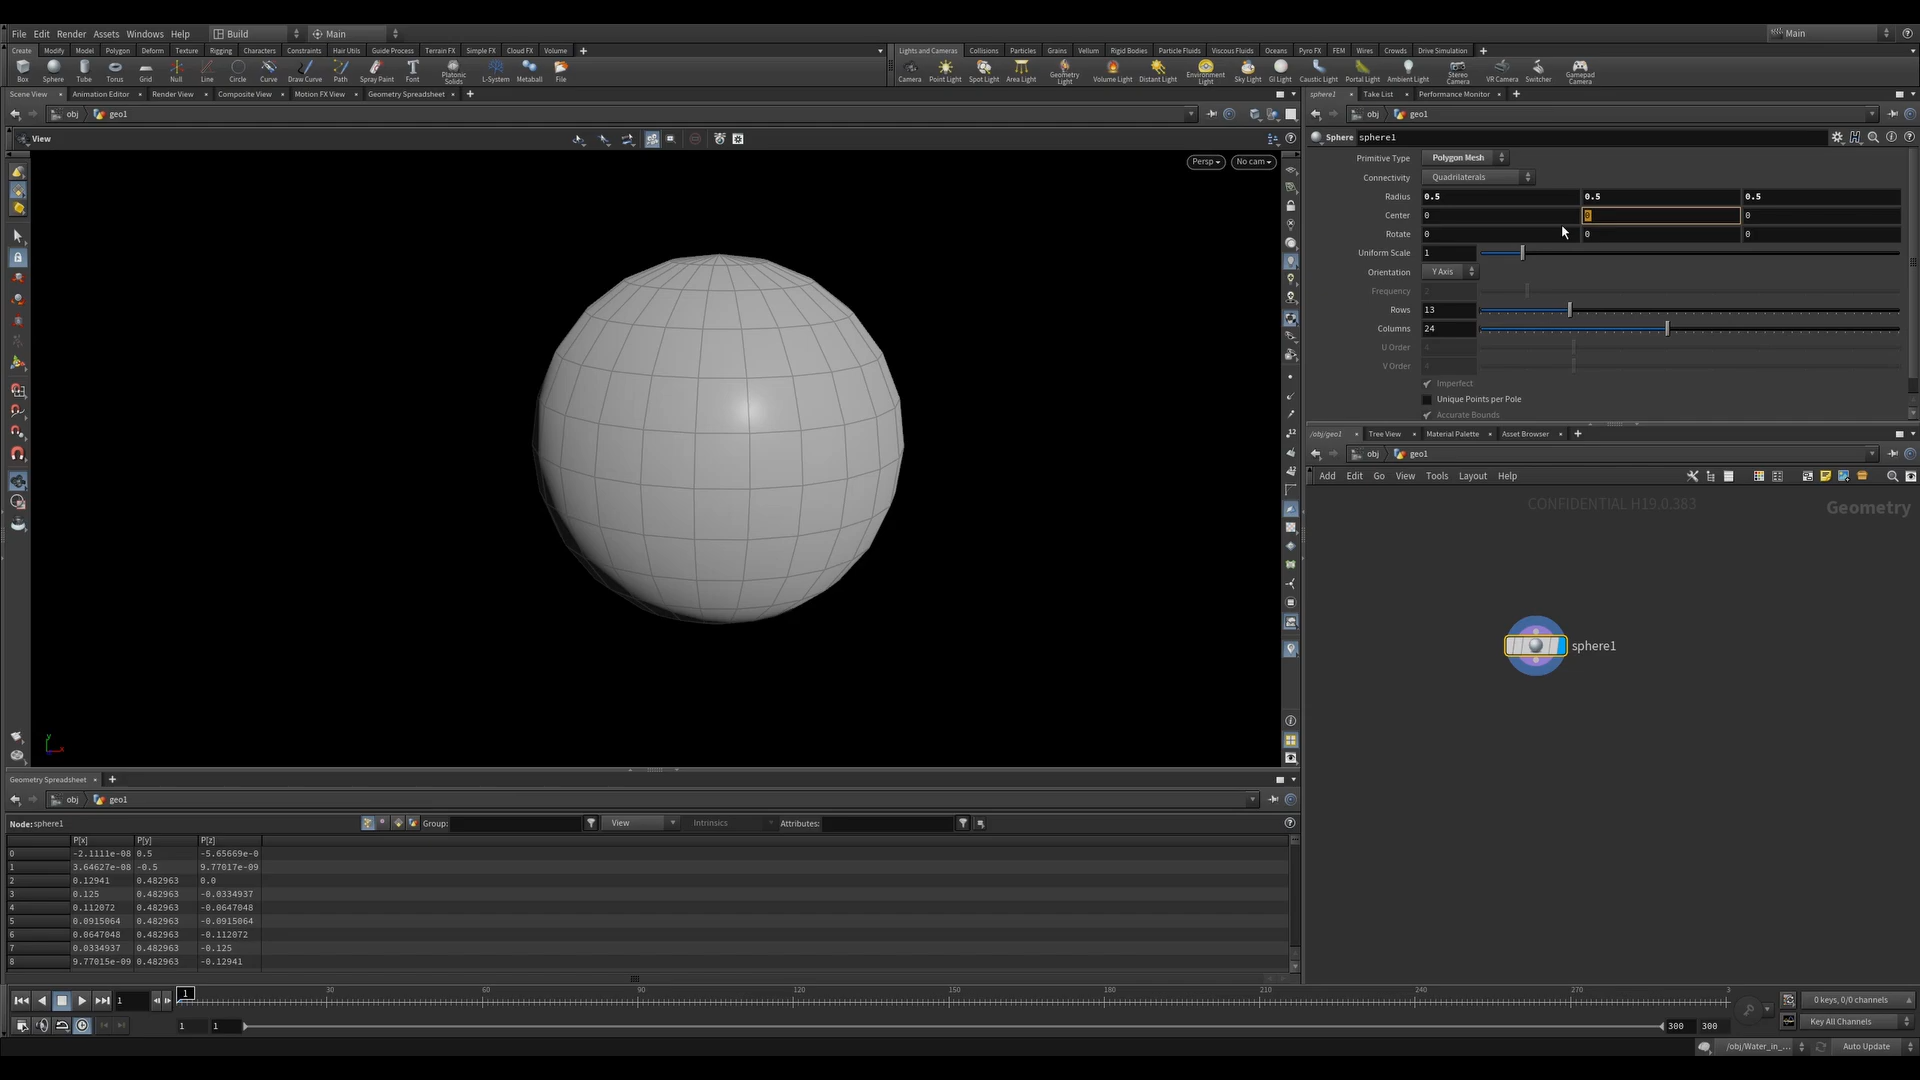 File Edit Render Assets Windows Help Build Main Main
Create Modify Model Polygon Deform Texture Rigging Characters Constraints Hair Utils Guide Process Terrain FX Simple FX Cloud FX Volume Lights and Cameras Collisions Particles Grains Vellum Rigid Bodies Particle Fluids Viscous Fluids Oceans Pyro FX FEM Wires Crowds Drive Simulation
Box Sphere Tube Torus Grid Null Line Circle Curve Draw Curve Path Spray Paint Font Platonic Solids L-System Metaball File Camera Point Light Spot Light Area Light Geometry Light Volume Light Distant Light Environment Light Sky Light GI Light Caustic Light Portal Light Ambient Light Stereo Camera VR Camera Switcher Gamepad Camera
Scene View Animation Editor Render View Composite View Motion FX View Geometry Spreadsheet sphere1 Take List Performance Monitor
obj geo1 obj geo1
View Sphere sphere1
Persp No cam
Primitive Type Polygon Mesh
Connectivity Quadrilaterals
Radius 0.5 0.5 0.5
Center 0 0 0
Rotate 0 0 0
Uniform Scale 1
Orientation Y Axis
Frequency 2
Rows 13
Columns 24
U Order 4
V Order 4
Imperfect
Unique Points per Pole
Accurate Bounds
/obj/geo1 Tree View Material Palette Asset Browser
obj geo1
Add Edit Go View Tools Layout Help
CONFIDENTIAL H19.0.383 Geometry
sphere1
y x
Geometry Spreadsheet
obj geo1
Node:sphere1 Group: View Intrinsics Attributes:
P[x] P[y] P[z]
0 -2.1111e-08 0.5 -5.65669e-0
1 3.64627e-08 -0.5 9.77017e-09
2 0.12941 0.482963 0.0
3 0.125 0.482963 -0.0334937
4 0.112072 0.482963 -0.0647048
5 0.0915064 0.482963 -0.0915064
6 0.0647048 0.482963 -0.112072
7 0.0334937 0.482963 -0.125
8 9.77015e-09 0.482963 -0.12941
1 1 30 60 90 120 150 180 210 240 270 3 0 keys, 0/0 channels
1 1 300 300 Key All Channels
/obj/Water_in_... Auto Update